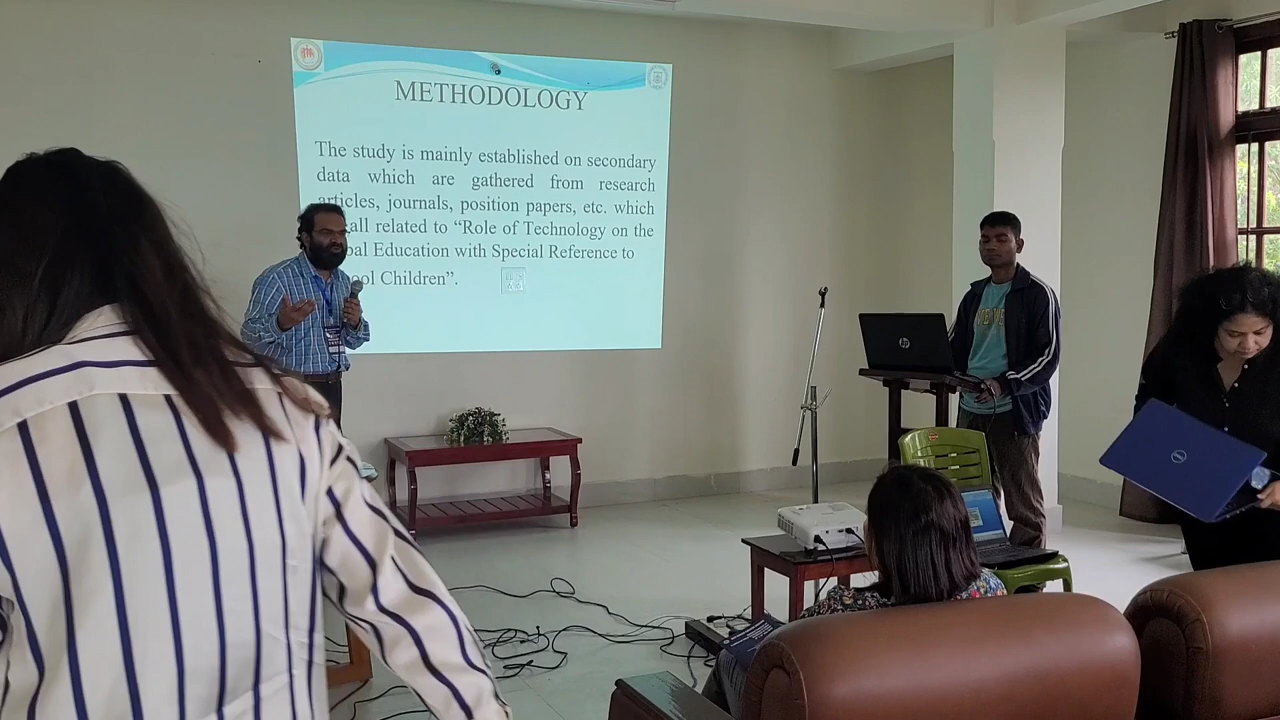 METHODOLOGY
The study is mainly established on secondary
data which are gathered from research
articles, journals, position papers, etc. which
all related to “Role of Technology on the
Education with Special Reference to
Children”.
hp
DELL